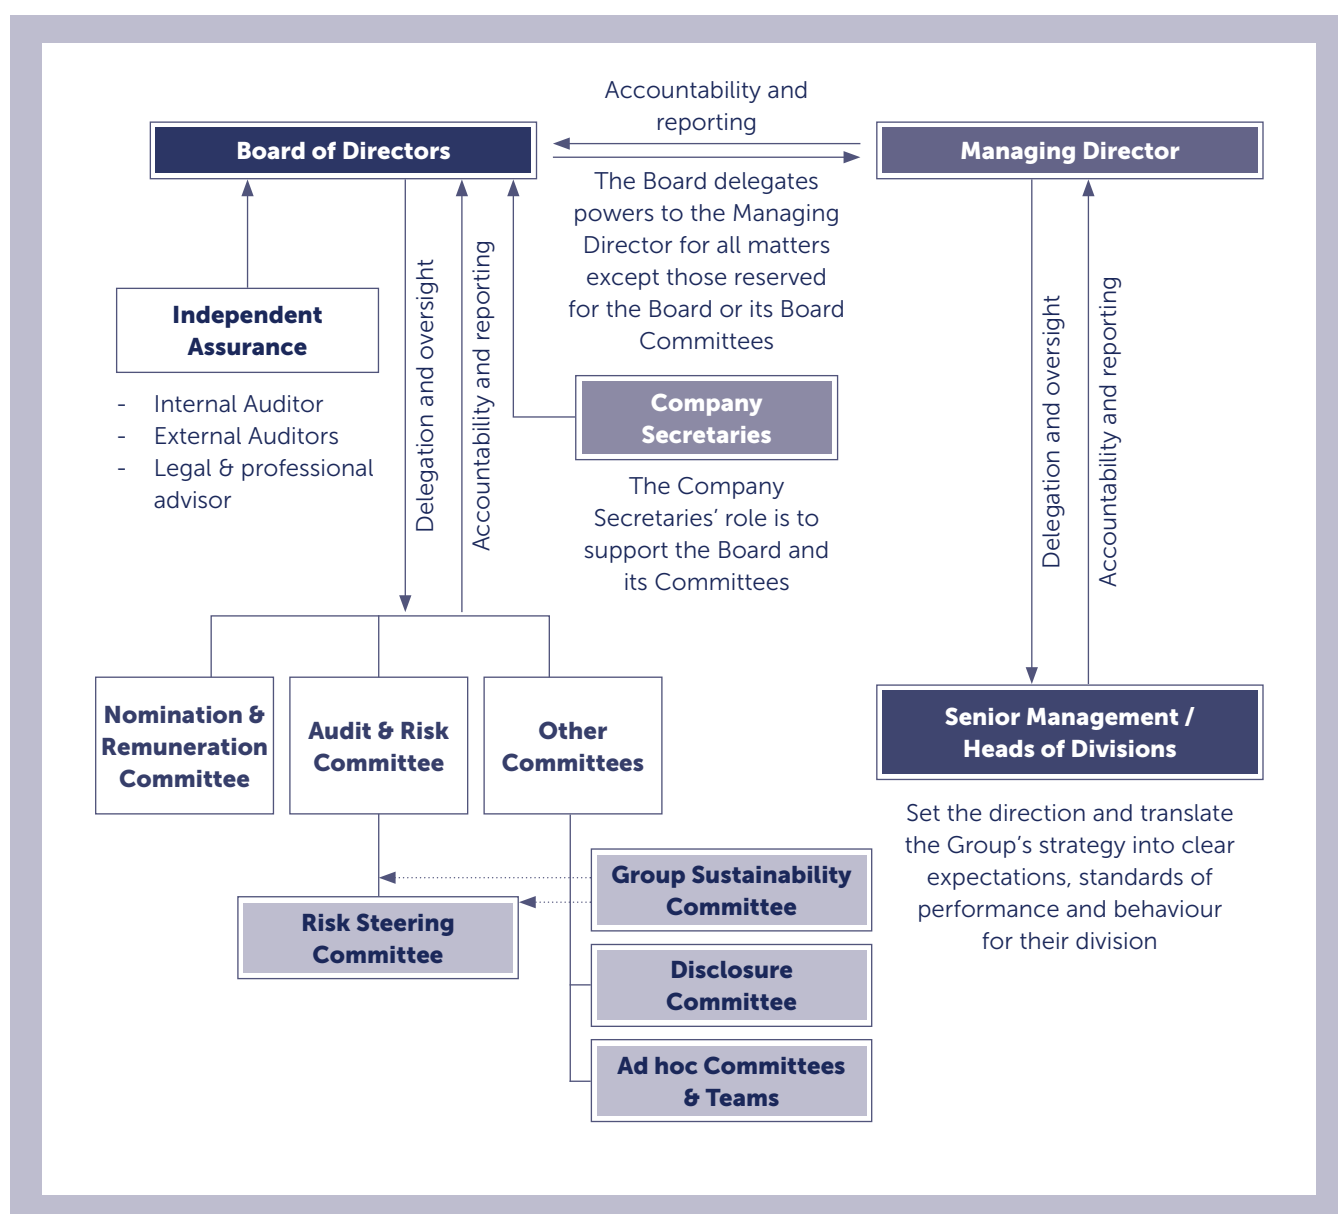 Accountability and
reporting
Board of Directors
Managing Director
The Board delegates
powers to the Managing
Director for all matters
except those reserved
for the Board or its Board
Committees
Independent
Assurance
- Internal Auditor
- External Auditors
- Legal & professional
advisor
Delegation and oversight
Accountability and reporting
Company
Secretaries
The Company
Secretaries’ role is to
support the Board and
its Committees
Delegation and oversight
Accountability and reporting
Nomination &
Remuneration
Committee
Audit & Risk
Committee
Other
Committees
Senior Management /
Heads of Divisions
Set the direction and translate
the Group’s strategy into clear
expectations, standards of
performance and behaviour
for their division
Group Sustainability
Committee
Risk Steering
Committee
Disclosure
Committee
Ad hoc Committees
& Teams